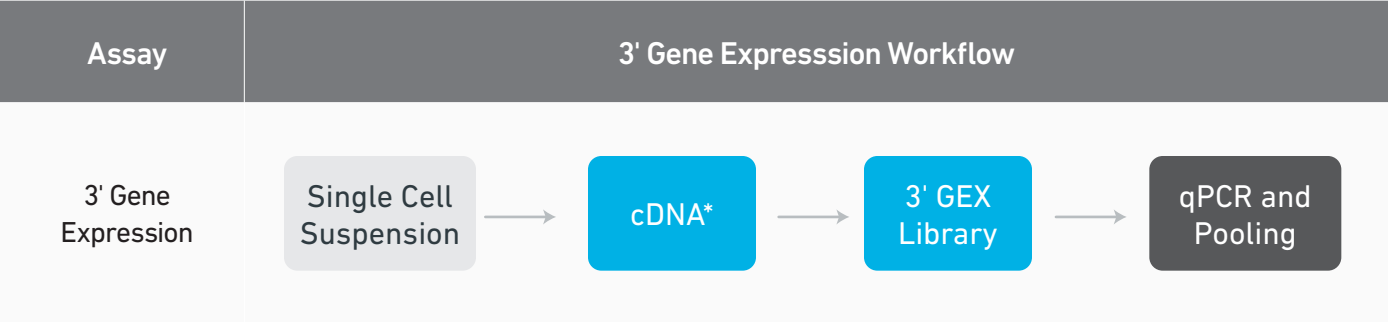 Assay
3' Gene Expresssion Workflow
3' Gene
Expression
Single Cell
Suspension
cDNA*
3' GEX
Library
qPCR and
Pooling